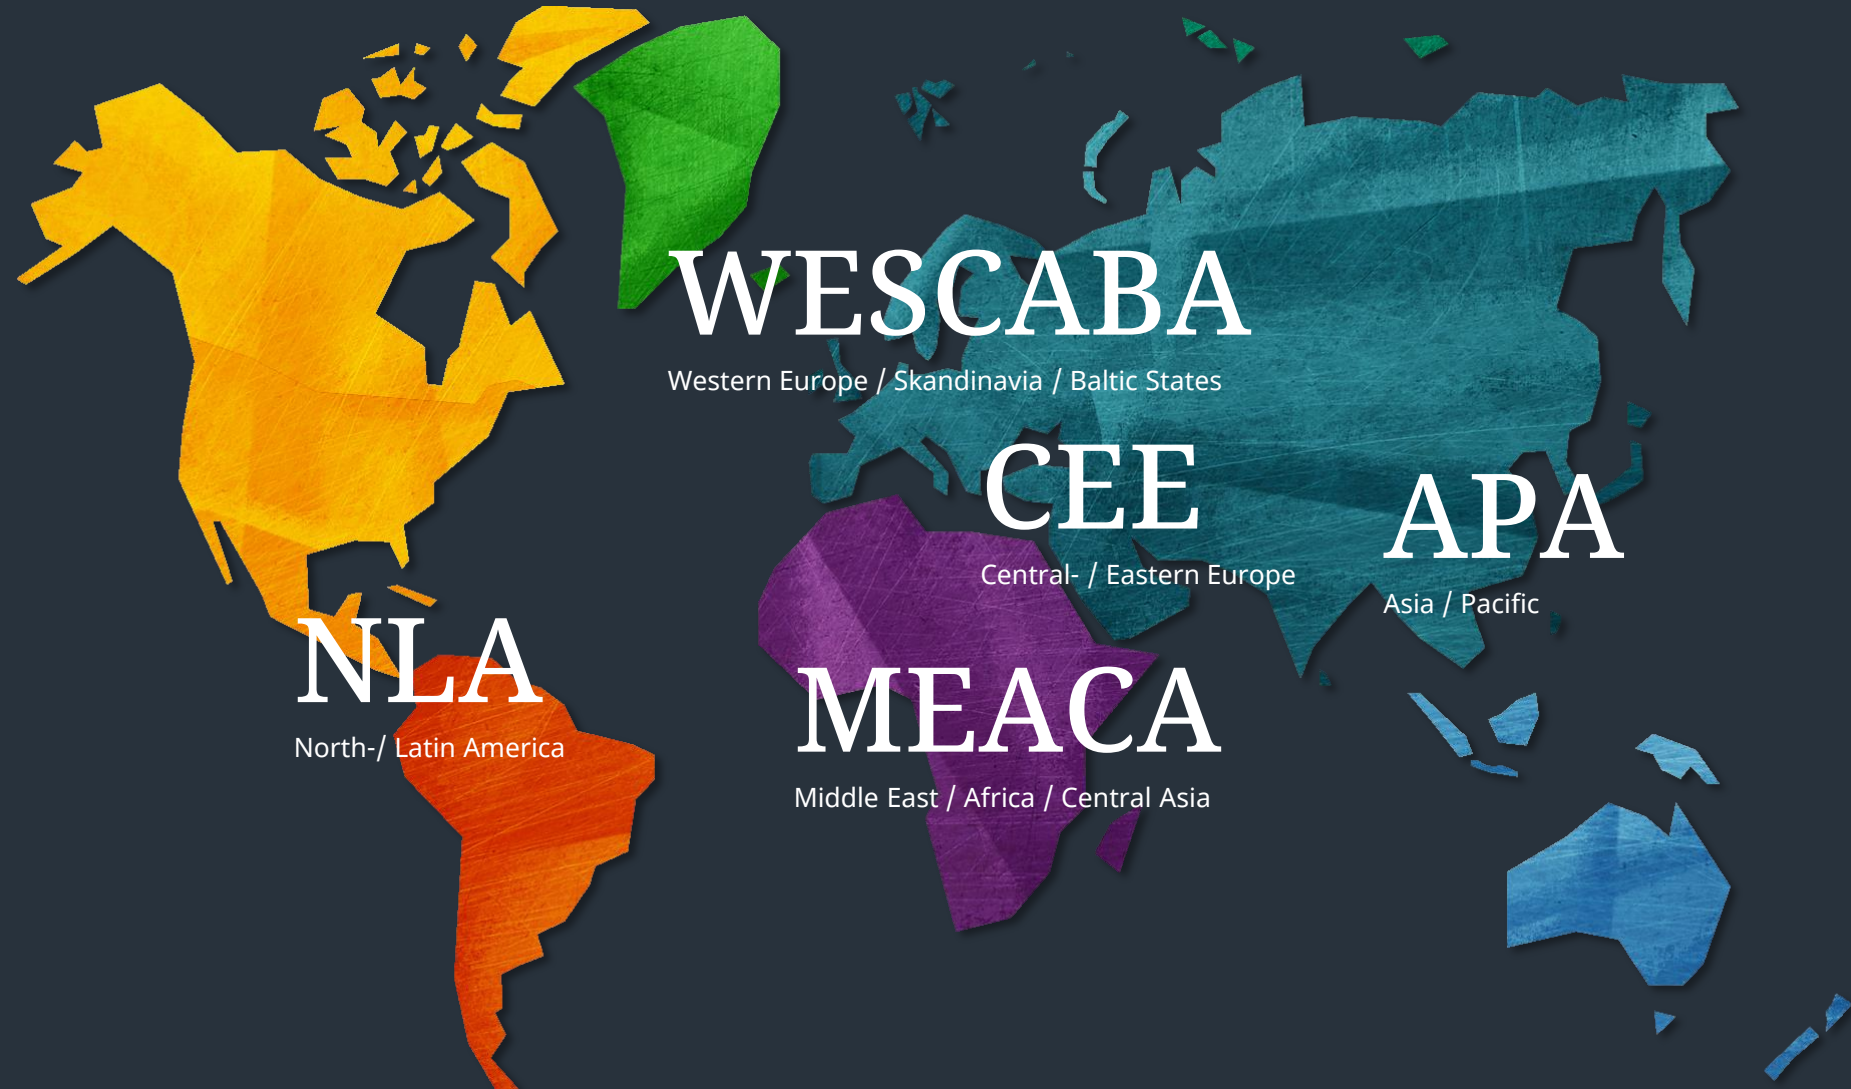 WESCABA
Western Europe / Skandinavia / Baltic States
CEE
Central- / Eastern Europe
APA
Asia / Pacific
NLA
North-/ Latin America
MEACA
Middle East / Africa / Central Asia